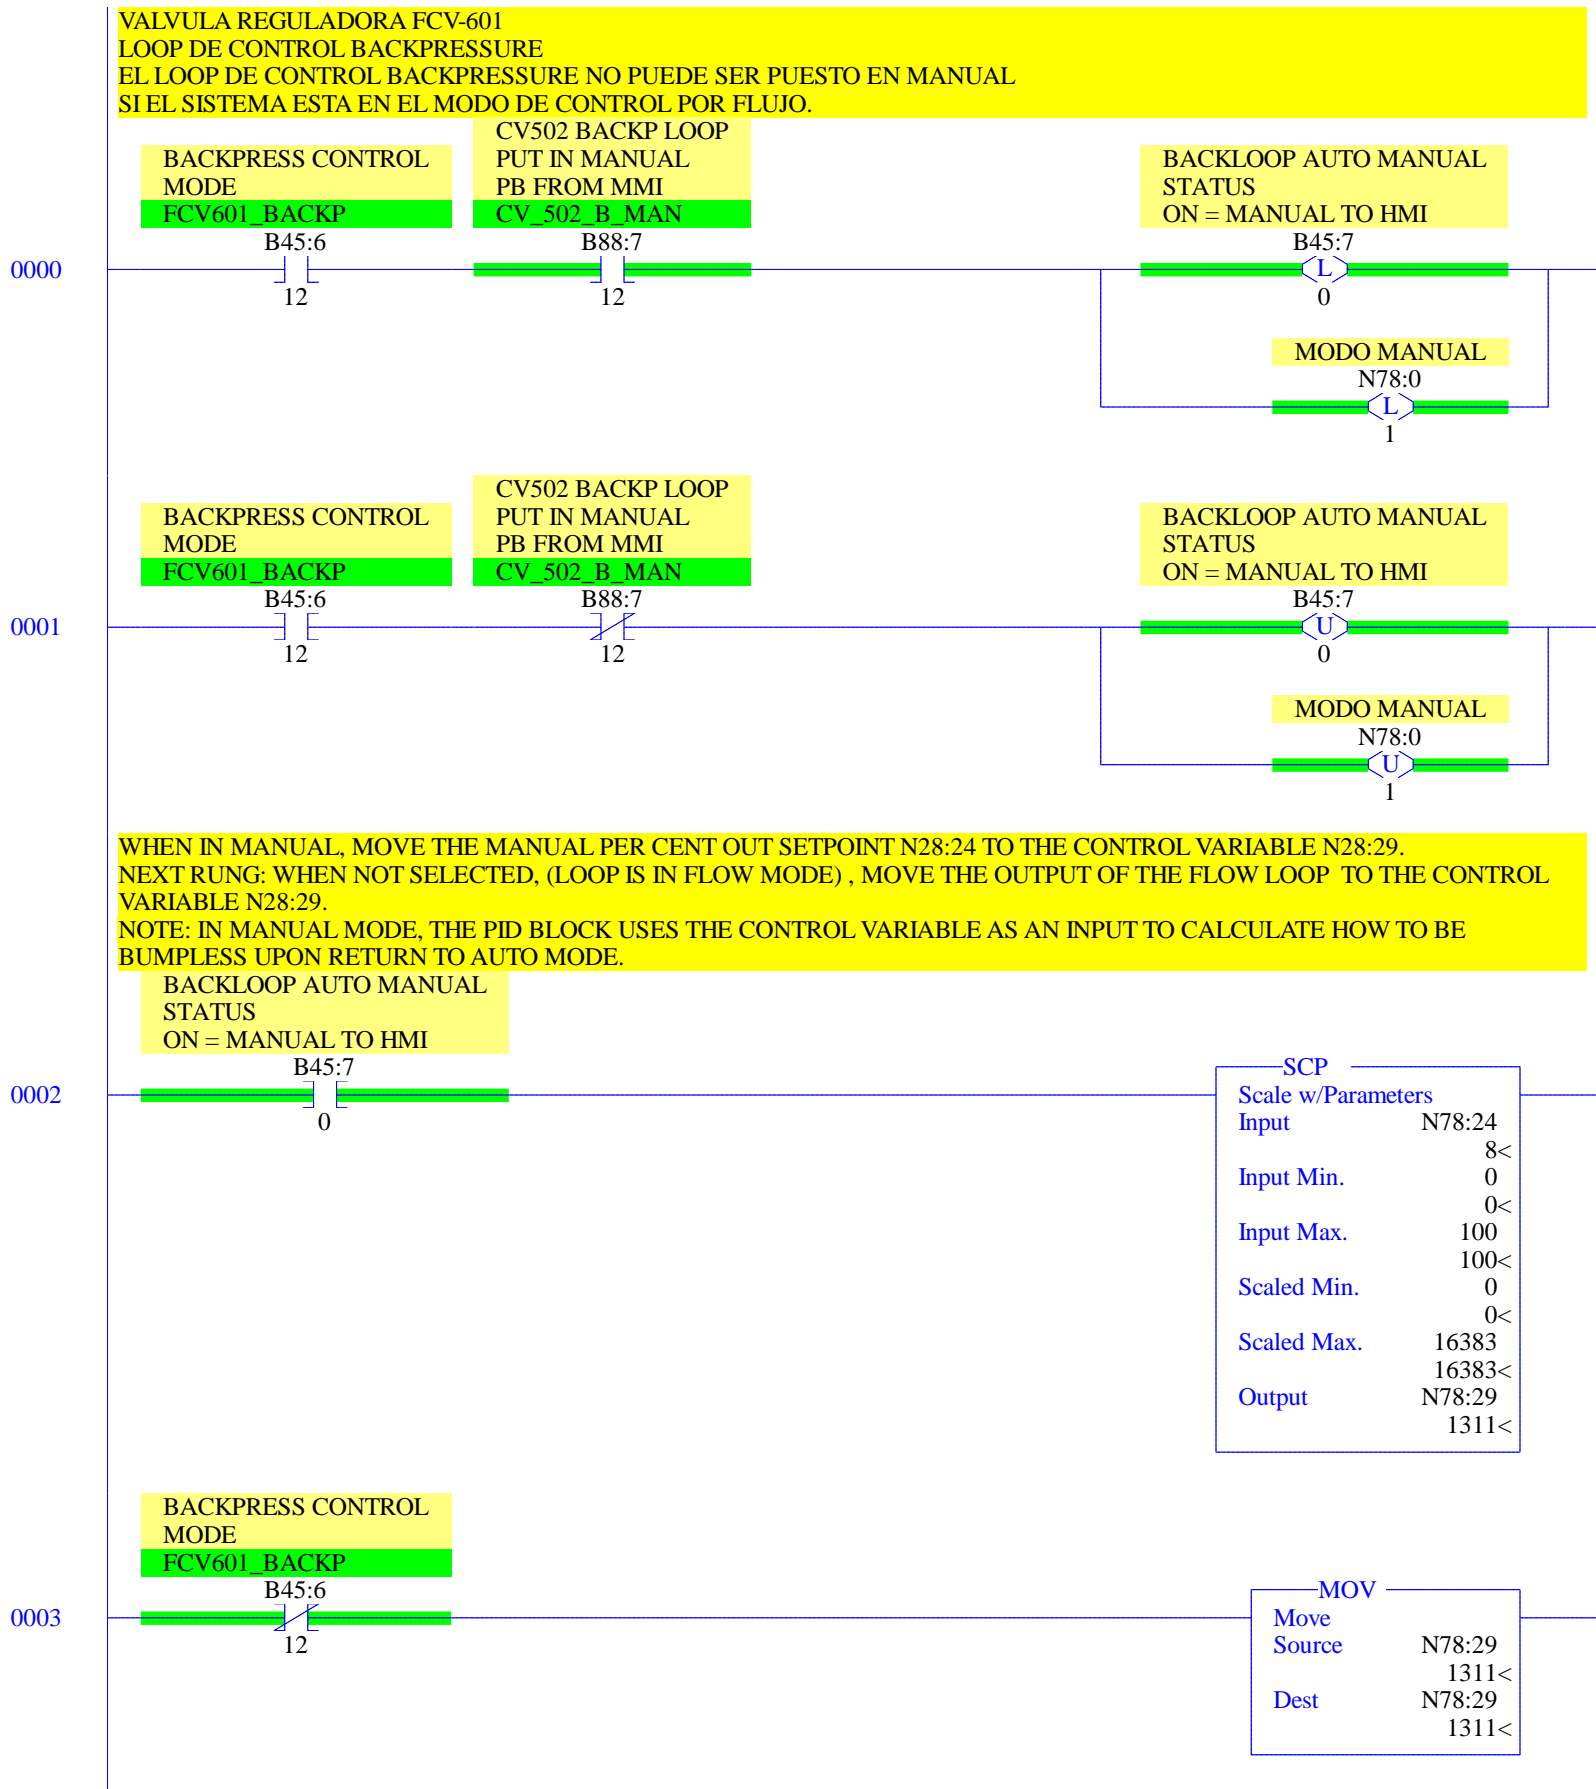 VALVULA REGULADORA FCV-601
LOOP DE CONTROL BACKPRESSURE
EL LOOP DE CONTROL BACKPRESSURE NO PUEDE SER PUESTO EN MANUAL
SI EL SISTEMA ESTA EN EL MODO DE CONTROL POR FLUJO.
BACKPRESS CONTROL
MODE
FCV601_BACKP
B45:6
12
CV502 BACKP LOOP
PUT IN MANUAL
PB FROM MMI
CV_502_B_MAN
B88:7
12
BACKLOOP AUTO MANUAL
STATUS
ON = MANUAL TO HMI
B45:7
L
0
0000
MODO MANUAL
N78:0
L
1
BACKPRESS CONTROL
MODE
FCV601_BACKP
B45:6
12
CV502 BACKP LOOP
PUT IN MANUAL
PB FROM MMI
CV_502_B_MAN
B88:7
12
BACKLOOP AUTO MANUAL
STATUS
ON = MANUAL TO HMI
B45:7
U
0
0001
MODO MANUAL
N78:0
U
1
WHEN IN MANUAL, MOVE THE MANUAL PER CENT OUT SETPOINT N28:24 TO THE CONTROL VARIABLE N28:29.
NEXT RUNG: WHEN NOT SELECTED, (LOOP IS IN FLOW MODE) , MOVE THE OUTPUT OF THE FLOW LOOP TO THE CONTROL
VARIABLE N28:29.
NOTE: IN MANUAL MODE, THE PID BLOCK USES THE CONTROL VARIABLE AS AN INPUT TO CALCULATE HOW TO BE
BUMPLESS UPON RETURN TO AUTO MODE.
BACKLOOP AUTO MANUAL
STATUS
ON = MANUAL TO HMI
B45:7
0
0002
SCP
Scale w/Parameters
Input N78:24
8<
Input Min. 0
0<
Input Max. 100
100<
Scaled Min. 0
0<
Scaled Max. 16383
16383<
Output N78:29
1311<
BACKPRESS CONTROL
MODE
FCV601_BACKP
B45:6
12
0003
MOV
Move
Source N78:29
1311<
Dest N78:29
1311<